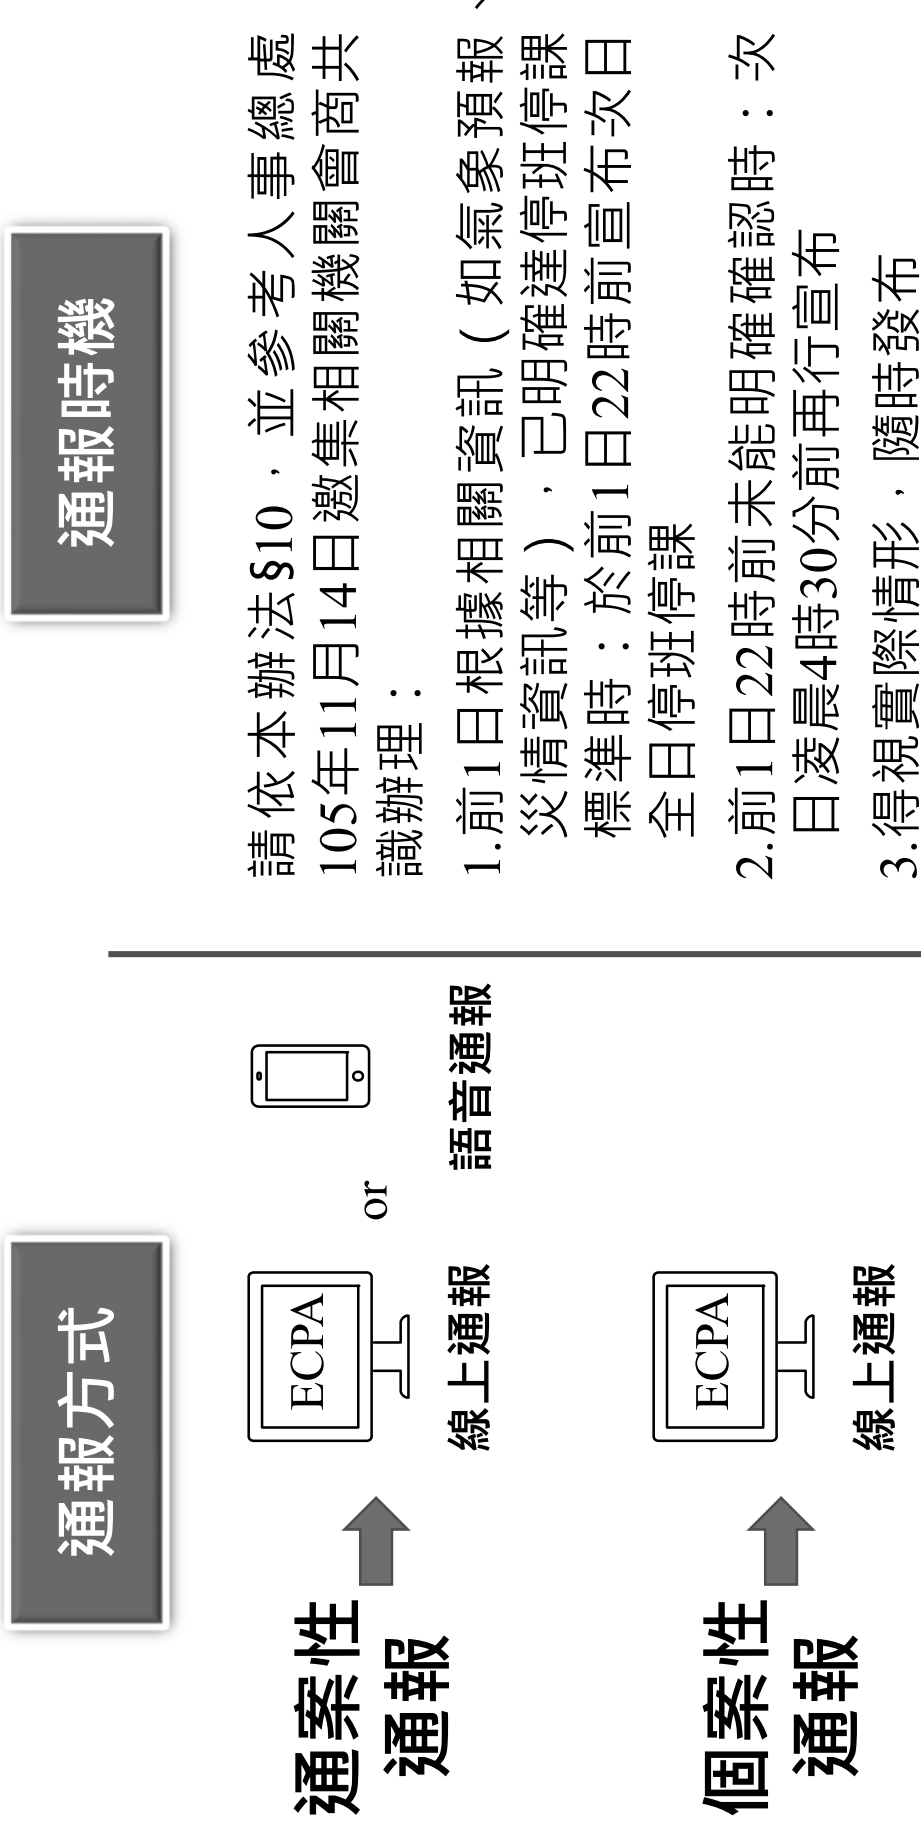 通報方式
通案性
通報
ECPA
線上通報
or
語音通報
個案性
通報
ECPA
線上通報
通報時機
請依本辦法§10，並參考人事總處
105年11月14日邀集相關機關會商共
識辦理：
1.前1日根據相關資訊（如氣象預報、
災情資訊等），已明確達停班停課
標準時：於前1日22時前宣布次日
全日停班停課
2.前1日22時前未能明確確認時：次
日凌晨4時30分前再行宣布
3.得視實際情形，隨時發布